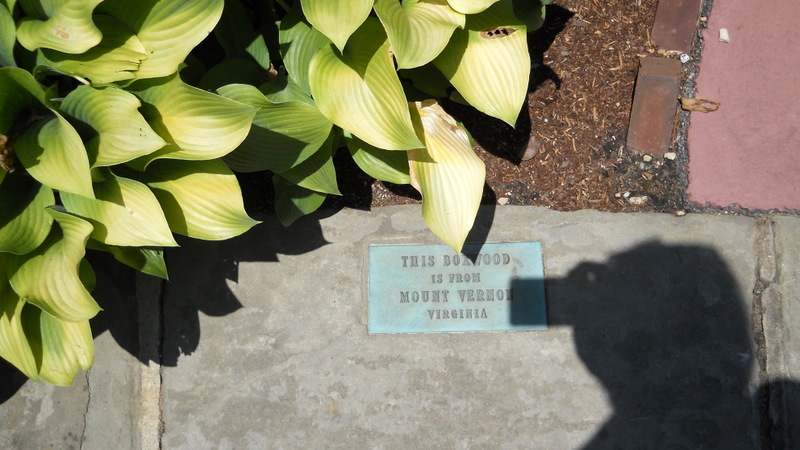 THIS BOXWOOD
IS FROM
MOUNT VERNON
VIRGINIA